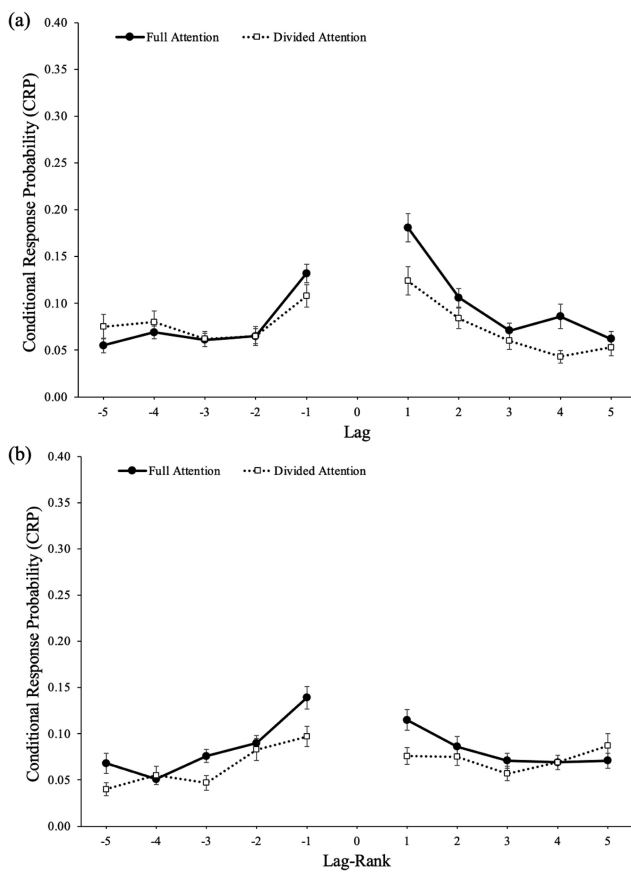 (a)
Full Attention Divided Attention
Conditional Response Probability (CRP)
0.40
0.35
0.30
0.25
0.20
0.15
0.10
0.05
0.00
-5 -4 -3 -2 -1 0 1 2 3 4 5
Lag
(b)
Full Attention Divided Attention
Conditional Response Probability (CRP)
0.40
0.35
0.30
0.25
0.20
0.15
0.10
0.05
0.00
-5 -4 -3 -2 -1 0 1 2 3 4 5
Lag-Rank